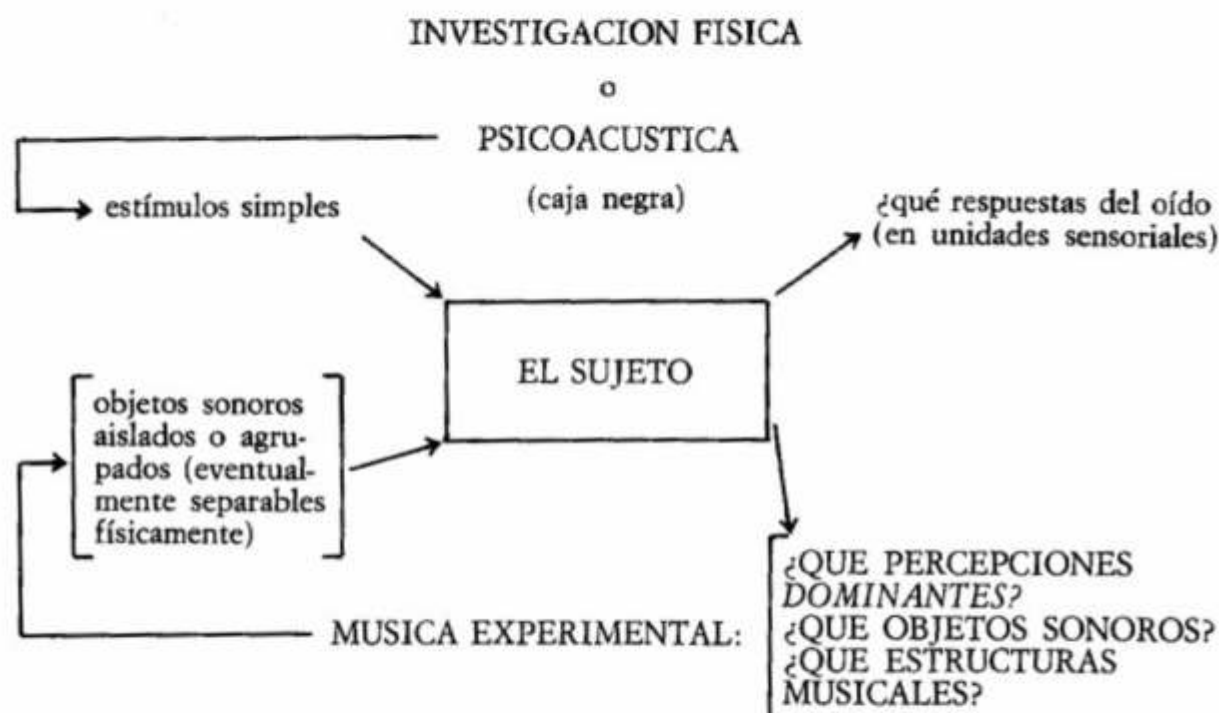 INVESTIGACION FISICA
o
PSICOACUSTICA
(caja negra)
estímulos simples
¿qué respuestas del oído
(en unidades sensoriales)
EL SUJETO
objetos sonoros
aislados o agru-
pados (eventual-
mente separables
físicamente)
MUSICA EXPERIMENTAL:
¿QUE PERCEPCIONES
DOMINANTES?
¿QUE OBJETOS SONOROS?
¿QUE ESTRUCTURAS
MUSICALES?